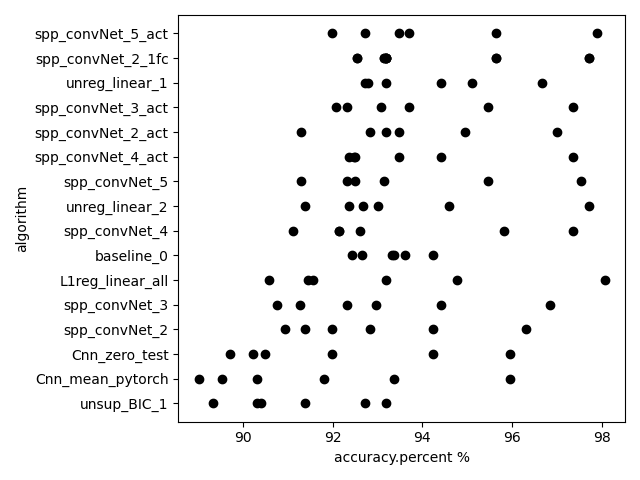 spp_convNet_5_act
spp_convNet_2_1fc
unreg_linear_1
spp_convNet_3_act
spp_convNet_2_act
spp_convNet_4_act
spp_convNet_5
unreg_linear_2
spp_convNet_4
baseline_0
L1reg_linear_all
spp_convNet_3
spp_convNet_2
Cnn_zero_test
Cnn_mean_pytorch
unsup_BIC_1
algorithm
90 92 94 96 98
accuracy.percent %